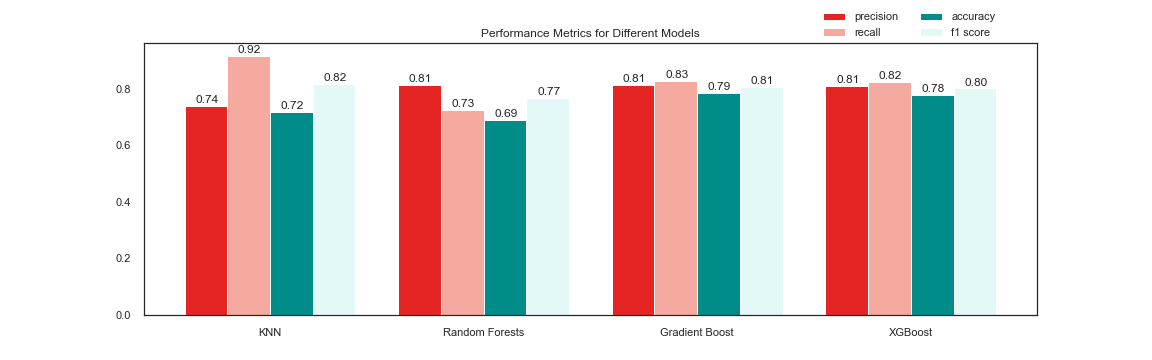 precision accuracy
recall f1 score
Performance Metrics for Different Models
0.92
0.74 0.72 0.82 0.81 0.73 0.69 0.77 0.81 0.83 0.79 0.81 0.81 0.82 0.78 0.80
0.8
0.6
0.4
0.2
0.0
KNN Random Forests Gradient Boost XGBoost